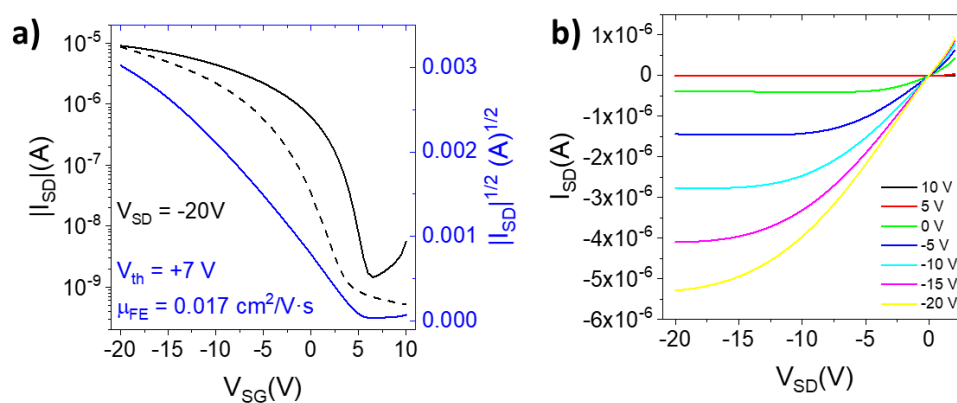 a)
10⁻⁵
10⁻⁶
10⁻⁷
10⁻⁸
10⁻⁹
|I_SD|(A)
V_SD = -20V
V_th = +7 V
μ_FE = 0.017 cm²/V·s
0.003
0.002
0.001
0.000
|I_SD|^1/2 (A)^1/2
-20 -15 -10 -5 0 5 10
V_SG(V)
b)
1x10⁻⁶
0
-1x10⁻⁶
-2x10⁻⁶
-3x10⁻⁶
-4x10⁻⁶
-5x10⁻⁶
-6x10⁻⁶
I_SD(A)
10 V
5 V
0 V
-5 V
-10 V
-15 V
-20 V
-20 -15 -10 -5 0
V_SD(V)